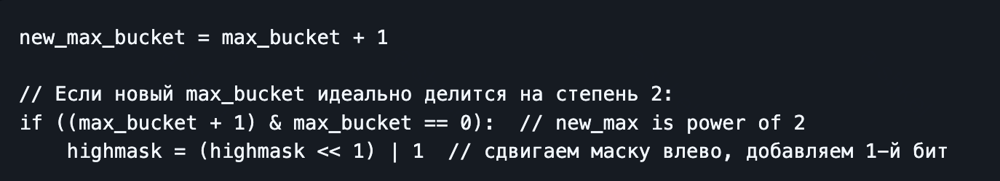 new_max_bucket = max_bucket + 1
// Если новый max_bucket идеально делится на степень 2:
if ((max_bucket + 1) & max_bucket == 0):  // new_max is power of 2
    highmask = (highmask << 1) | 1  // сдвигаем маску влево, добавляем 1-й бит